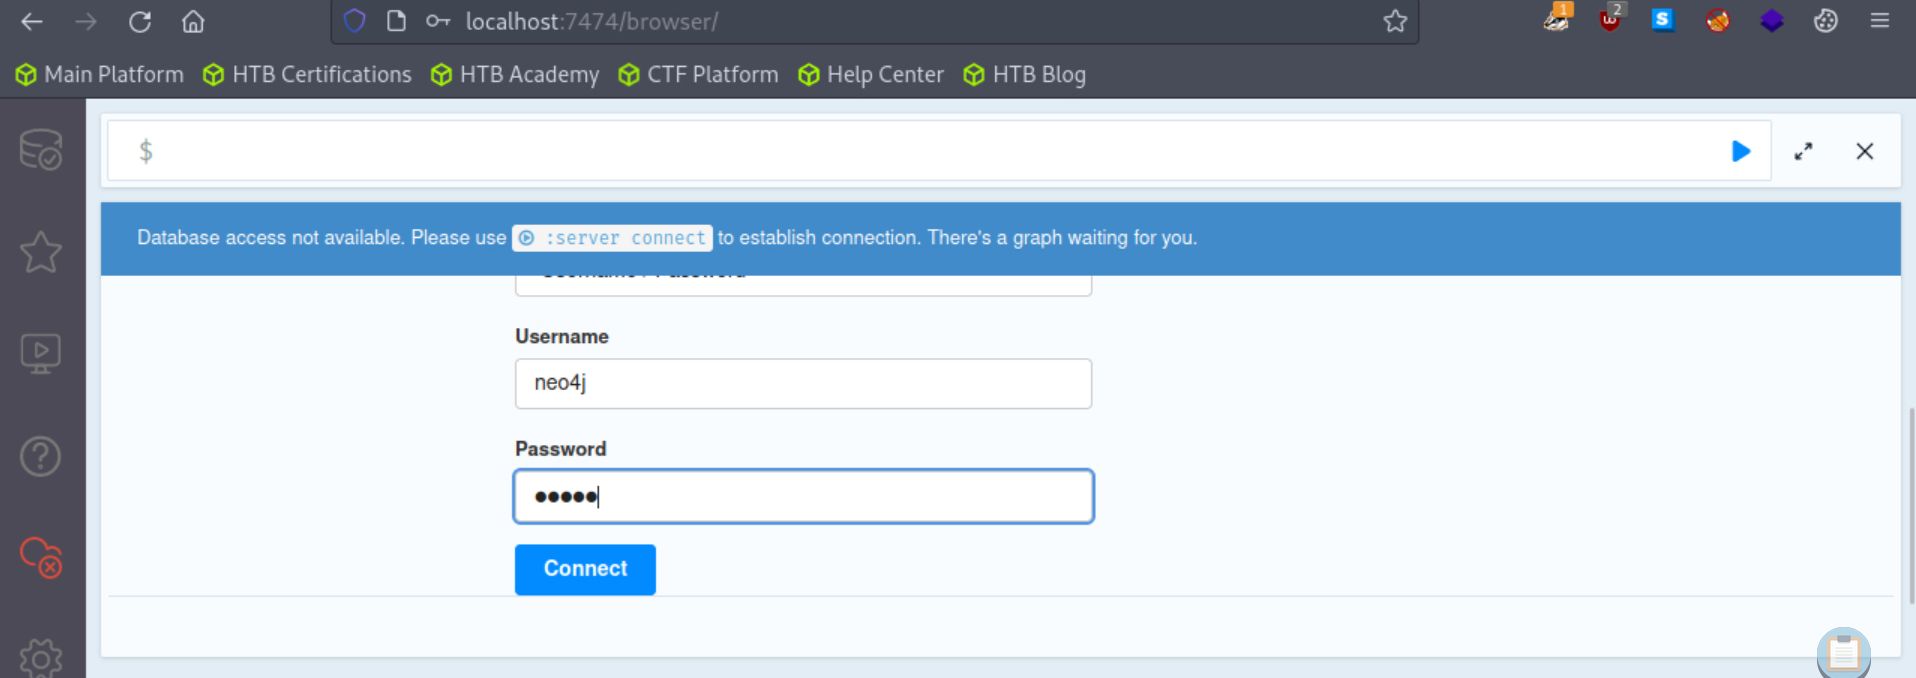 localhost:7474/browser/
1
2
S
Main Platform HTB Certifications HTB Academy CTF Platform Help Center HTB Blog
$
Database access not available. Please use :server connect to establish connection. There's a graph waiting for you.
Username
neo4j
Password
Connect